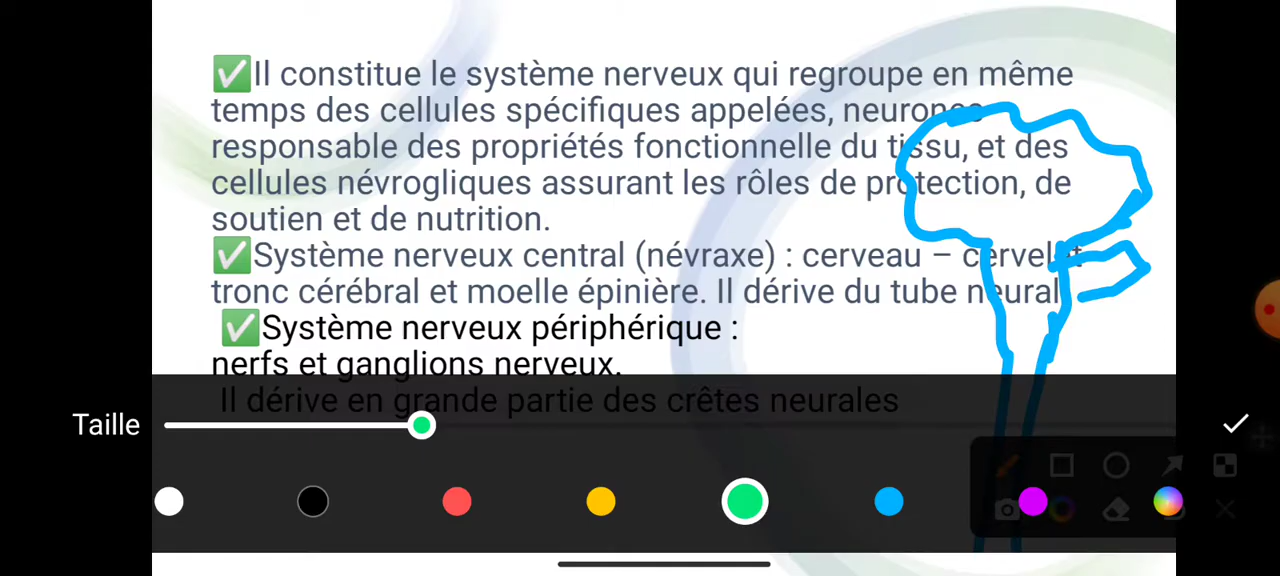 ✅Il constitue le système nerveux qui regroupe en même
temps des cellules spécifiques appelées, neurones
responsable des propriétés fonctionnelle du tissu, et des
cellules névrogliques assurant les rôles de protection, de
soutien et de nutrition.
✅Système nerveux central (névraxe) : cerveau – cervelet
tronc cérébral et moelle épinière. Il dérive du tube neural
✅Système nerveux périphérique :
nerfs et ganglions nerveux.
Il dérive en grande partie des crêtes neurales
Taille